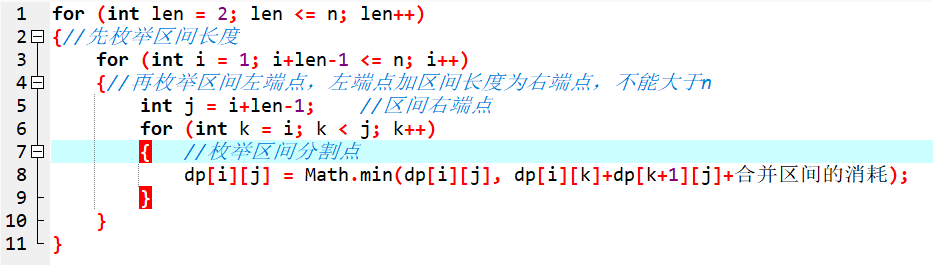 1 for (int len = 2; len <= n; len++)
2 {//先枚举区间长度
3 for (int i = 1; i+len-1 <= n; i++)
4 {//再枚举区间左端点，左端点加区间长度为右端点，不能大于n
5 int j = i+len-1; //区间右端点
6 for (int k = i; k < j; k++)
7 { //枚举区间分割点
8 dp[i][j] = Math.min(dp[i][j], dp[i][k]+dp[k+1][j]+合并区间的消耗);
9 }
10 }
11 }